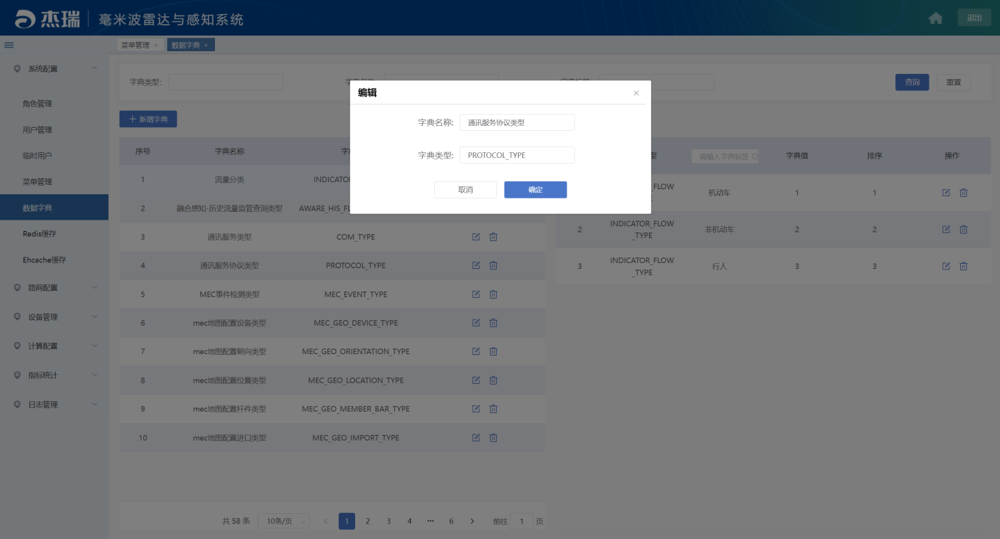 杰瑞 毫米波雷达与感知系统 退出
菜单管理 × 数据字典 ×
系统配置
角色管理
用户管理
临时用户
菜单管理
数据字典
Redis缓存
Ehcache缓存
路网配置
设备管理
计算配置
指标统计
日志管理
字典类型:
查询 重置
+ 新增字典
编辑
字典名称: 通讯服务协议类型
字典类型: PROTOCOL_TYPE
取消 确定
序号 字典名称
1 流量分类
2 融合感知-历史流量监管查询类型 AWARE_HIS_FL
3 通讯服务类型 COM_TYPE
4 通讯服务协议类型 PROTOCOL_TYPE
5 MEC事件检测类型 MEC_EVENT_TYPE
6 mec地图配置设备类型 MEC_GEO_DEVICE_TYPE
7 mec地图配置朝向类型 MEC_GEO_ORIENTATION_TYPE
8 mec地图配置位置类型 MEC_GEO_LOCATION_TYPE
9 mec地图配置杆件类型 MEC_GEO_MEMBER_BAR_TYPE
10 mec地图配置进口类型 MEC_GEO_IMPORT_TYPE
共 58 条 10条/页 < 1 2 3 4 ··· 6 > 前往 1 页
型 请输入字典标签 字典值 排序 操作
_FLOW
机动车 1 1
2 INDICATOR_FLOW
_TYPE 非机动车 2 2
3 INDICATOR_FLOW
_TYPE 行人 3 3